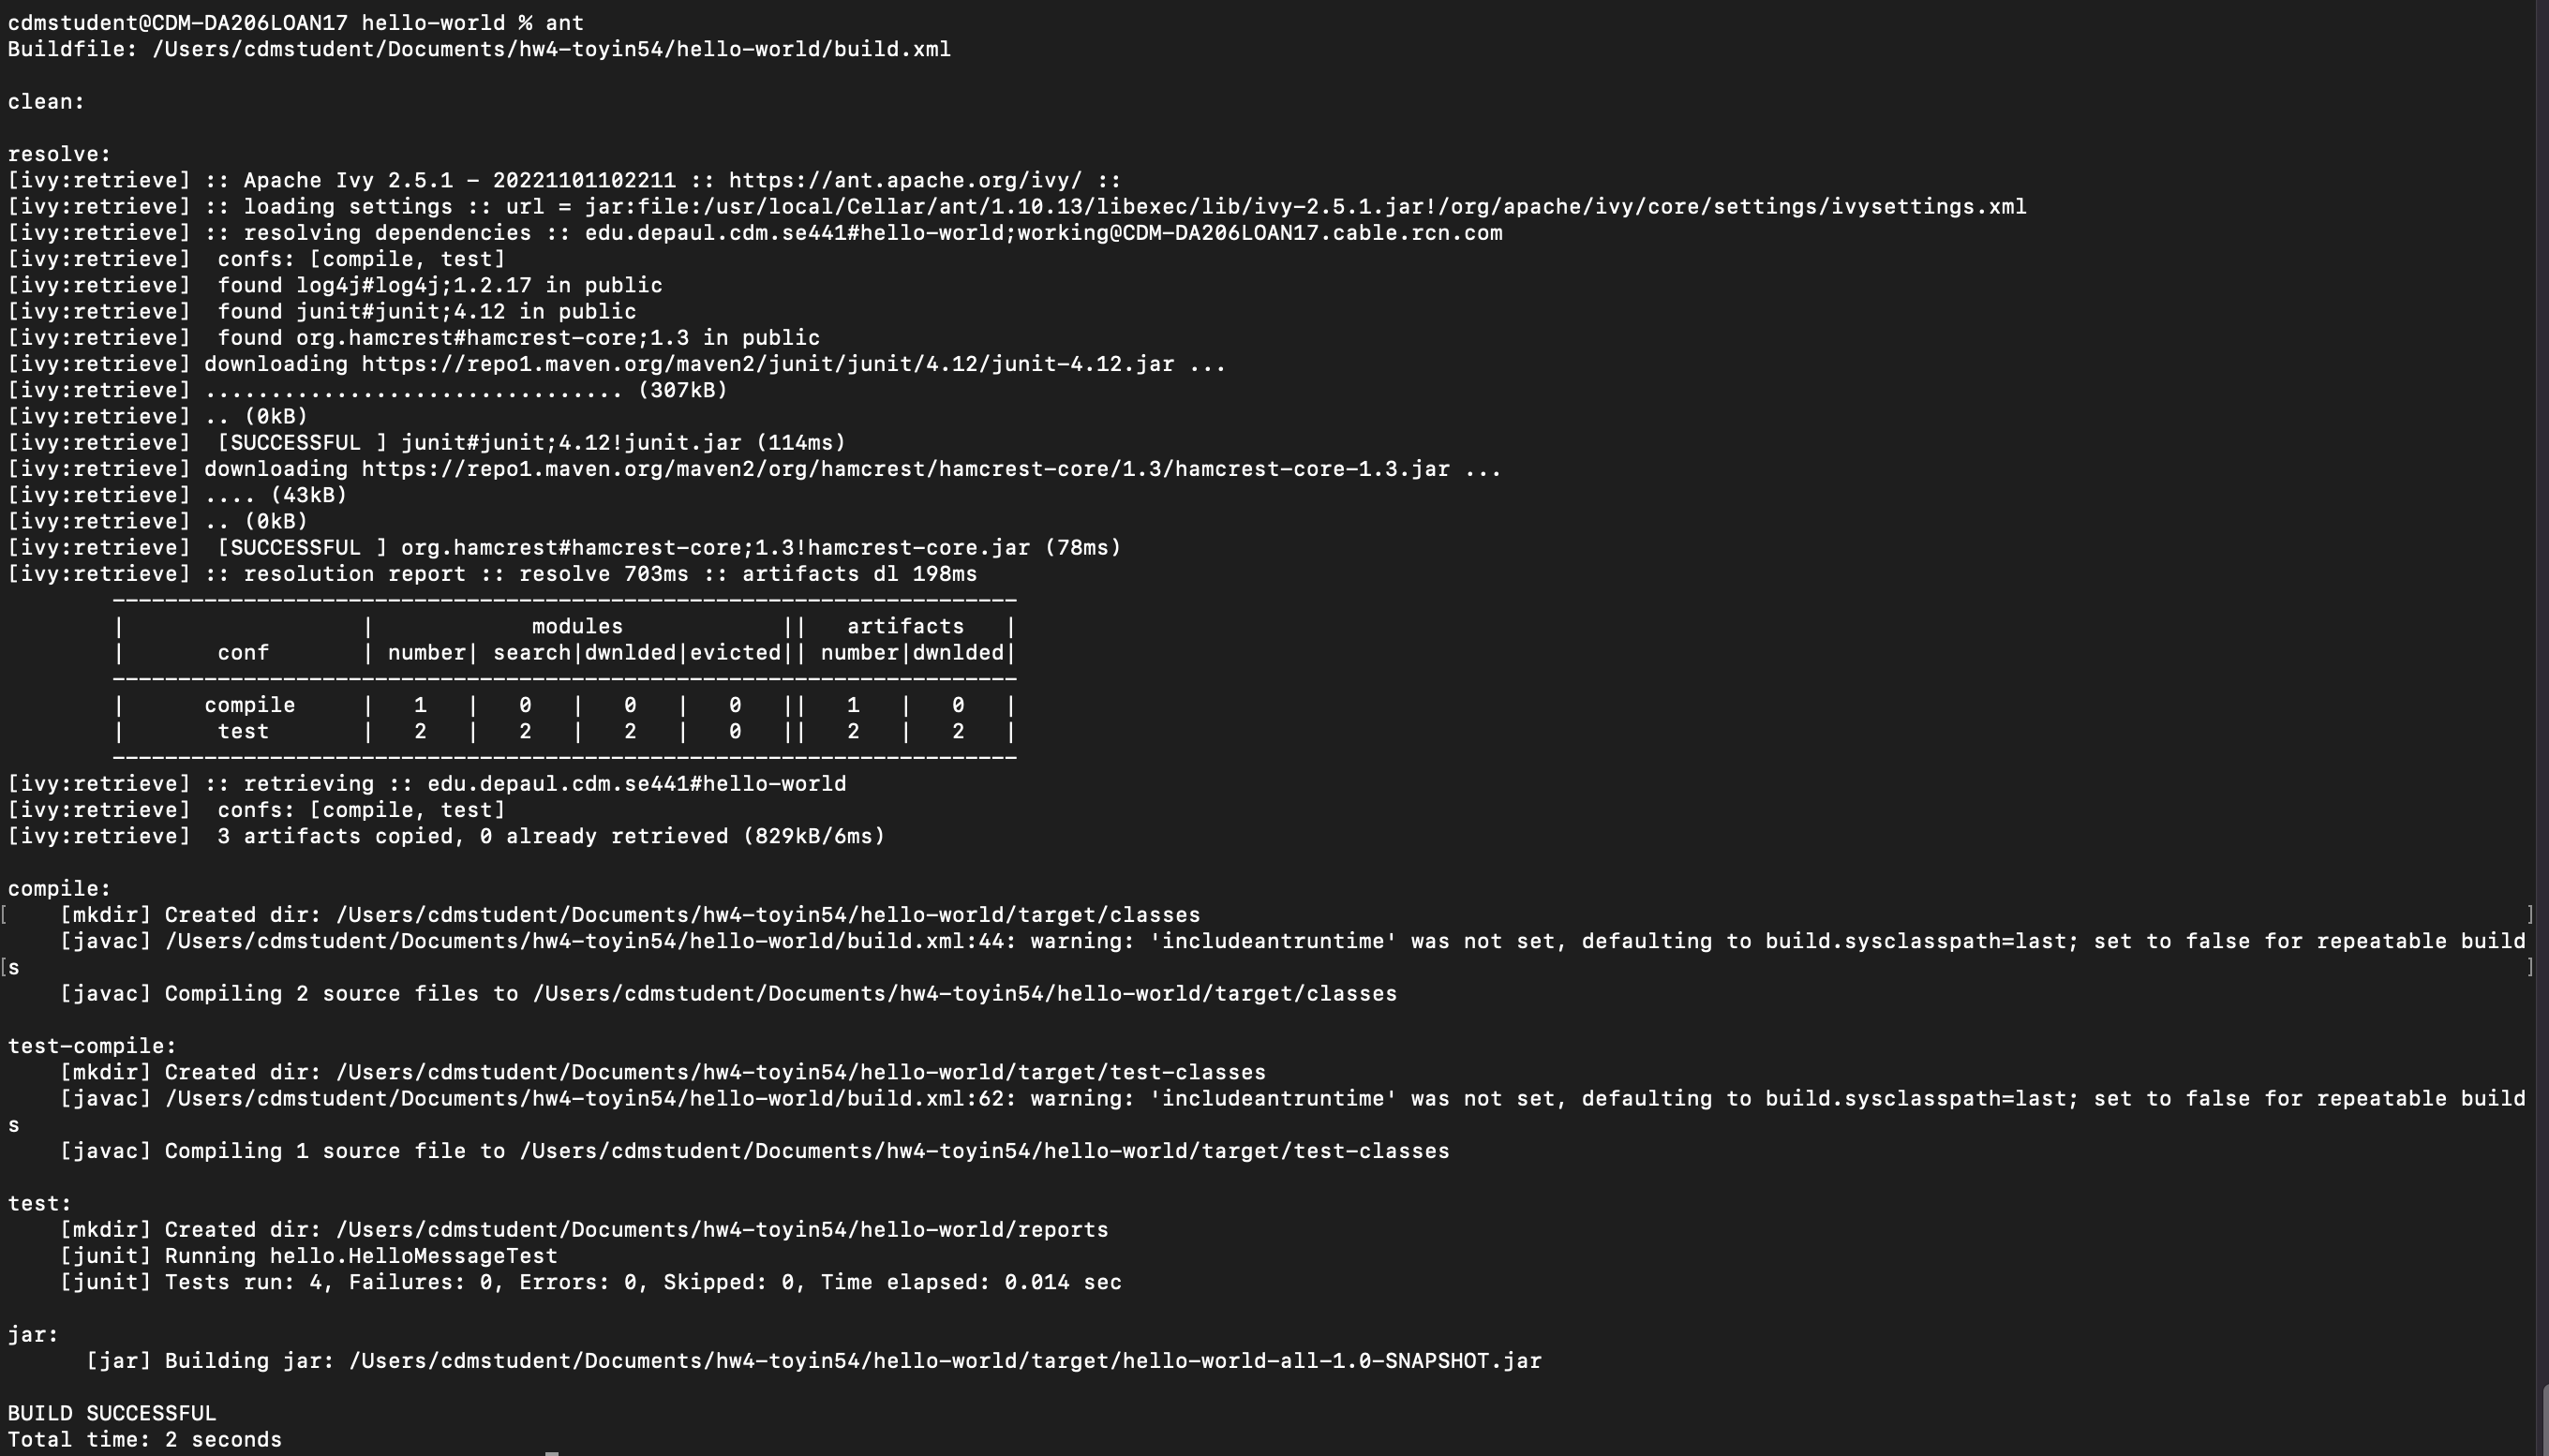 cdmstudent@CDM-DA206LOAN17 hello-world % ant
Buildfile: /Users/cdmstudent/Documents/hw4-toyin54/hello-world/build.xml

clean:

resolve:
[ivy:retrieve] :: Apache Ivy 2.5.1 - 20221101102211 :: https://ant.apache.org/ivy/ ::
[ivy:retrieve] :: loading settings :: url = jar:file:/usr/local/Cellar/ant/1.10.13/libexec/lib/ivy-2.5.1.jar!/org/apache/ivy/core/settings/ivysettings.xml
[ivy:retrieve] :: resolving dependencies :: edu.depaul.cdm.se441#hello-world;working@CDM-DA206LOAN17.cable.rcn.com
[ivy:retrieve]  confs: [compile, test]
[ivy:retrieve]  found log4j#log4j;1.2.17 in public
[ivy:retrieve]  found junit#junit;4.12 in public
[ivy:retrieve]  found org.hamcrest#hamcrest-core;1.3 in public
[ivy:retrieve] downloading https://repo1.maven.org/maven2/junit/junit/4.12/junit-4.12.jar ...
[ivy:retrieve] ................................ (307kB)
[ivy:retrieve] .. (0kB)
[ivy:retrieve]  [SUCCESSFUL ] junit#junit;4.12!junit.jar (114ms)
[ivy:retrieve] downloading https://repo1.maven.org/maven2/org/hamcrest/hamcrest-core/1.3/hamcrest-core-1.3.jar ...
[ivy:retrieve] .... (43kB)
[ivy:retrieve] .. (0kB)
[ivy:retrieve]  [SUCCESSFUL ] org.hamcrest#hamcrest-core;1.3!hamcrest-core.jar (78ms)
[ivy:retrieve] :: resolution report :: resolve 703ms :: artifacts dl 198ms
        ---------------------------------------------------------------------
        |                  |            modules            ||   artifacts   |
        |       conf       | number| search|dwnlded|evicted|| number|dwnlded|
        ---------------------------------------------------------------------
        |      compile     |   1   |   0   |   0   |   0   ||   1   |   0   |
        |       test       |   2   |   2   |   2   |   0   ||   2   |   2   |
        ---------------------------------------------------------------------
[ivy:retrieve] :: retrieving :: edu.depaul.cdm.se441#hello-world
[ivy:retrieve]  confs: [compile, test]
[ivy:retrieve]  3 artifacts copied, 0 already retrieved (829kB/6ms)

compile:
[    [mkdir] Created dir: /Users/cdmstudent/Documents/hw4-toyin54/hello-world/target/classes ]
    [javac] /Users/cdmstudent/Documents/hw4-toyin54/hello-world/build.xml:44: warning: 'includeantruntime' was not set, defaulting to build.sysclasspath=last; set to false for repeatable build
[s ]
    [javac] Compiling 2 source files to /Users/cdmstudent/Documents/hw4-toyin54/hello-world/target/classes

test-compile:
    [mkdir] Created dir: /Users/cdmstudent/Documents/hw4-toyin54/hello-world/target/test-classes
    [javac] /Users/cdmstudent/Documents/hw4-toyin54/hello-world/build.xml:62: warning: 'includeantruntime' was not set, defaulting to build.sysclasspath=last; set to false for repeatable build
s
    [javac] Compiling 1 source file to /Users/cdmstudent/Documents/hw4-toyin54/hello-world/target/test-classes

test:
    [mkdir] Created dir: /Users/cdmstudent/Documents/hw4-toyin54/hello-world/reports
    [junit] Running hello.HelloMessageTest
    [junit] Tests run: 4, Failures: 0, Errors: 0, Skipped: 0, Time elapsed: 0.014 sec

jar:
      [jar] Building jar: /Users/cdmstudent/Documents/hw4-toyin54/hello-world/target/hello-world-all-1.0-SNAPSHOT.jar

BUILD SUCCESSFUL
Total time: 2 seconds